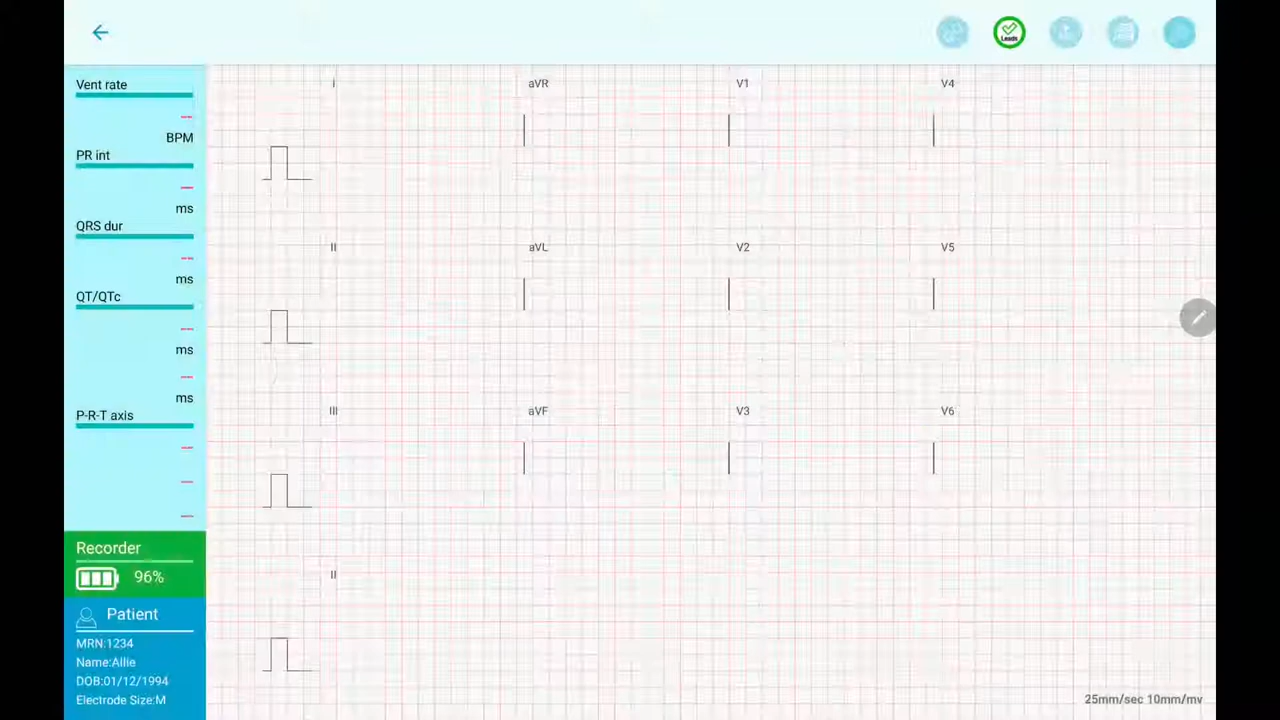 Leads
Vent rate
--
BPM
PR int
--
ms
QRS dur
--
ms
QT/QTc
--
ms
--
ms
P-R-T axis
--
--
--
Recorder
96%
Patient
MRN:1234
Name:Allie
DOB:01/12/1994
Electrode Size:M
I aVR V1 V4
II aVL V2 V5
III aVF V3 V6
II
25mm/sec 10mm/mv